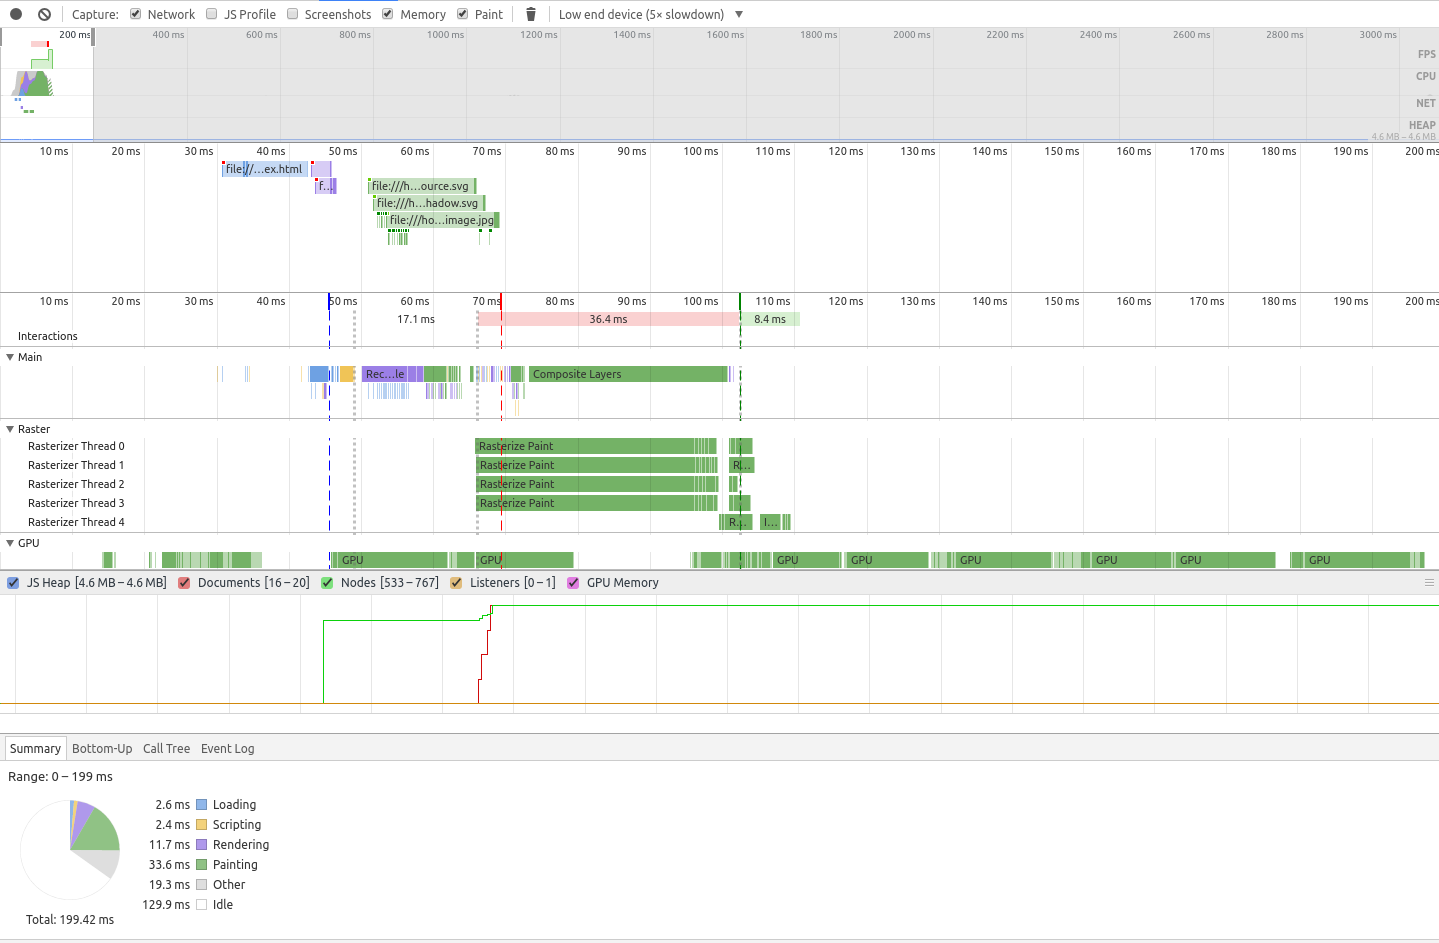 Capture: Network JS Profile Screenshots Memory Paint Low end device (5× slowdown) ▼
200 ms 400 ms 600 ms 800 ms 1000 ms 1200 ms 1400 ms 1600 ms 1800 ms 2000 ms 2200 ms 2400 ms 2600 ms 2800 ms 3000 ms
FPS
CPU
NET
HEAP
4.6 MB – 4.6 MB
10 ms 20 ms 30 ms 40 ms 50 ms 60 ms 70 ms 80 ms 90 ms 100 ms 110 ms 120 ms 130 ms 140 ms 150 ms 160 ms 170 ms 180 ms 190 ms 200 ms
file://…ex.html
f…
file:///h…ource.svg
file:///h…hadow.svg
file:///ho…image.jpg
10 ms 20 ms 30 ms 40 ms 50 ms 60 ms 70 ms 80 ms 90 ms 100 ms 110 ms 120 ms 130 ms 140 ms 150 ms 160 ms 170 ms 180 ms 190 ms 200 ms
17.1 ms 36.4 ms 8.4 ms
Interactions
Main
Rec…le Composite Layers
Raster
Rasterizer Thread 0 Rasterize Paint
Rasterizer Thread 1 Rasterize Paint R…
Rasterizer Thread 2 Rasterize Paint
Rasterizer Thread 3 Rasterize Paint
Rasterizer Thread 4 R… I…
GPU
GPU GPU GPU GPU GPU GPU GPU GPU
JS Heap [4.6 MB – 4.6 MB] Documents [16 – 20] Nodes [533 – 767] Listeners [0 – 1] GPU Memory
Summary Bottom-Up Call Tree Event Log
Range: 0 – 199 ms
2.6 ms Loading
2.4 ms Scripting
11.7 ms Rendering
33.6 ms Painting
19.3 ms Other
129.9 ms Idle
Total: 199.42 ms